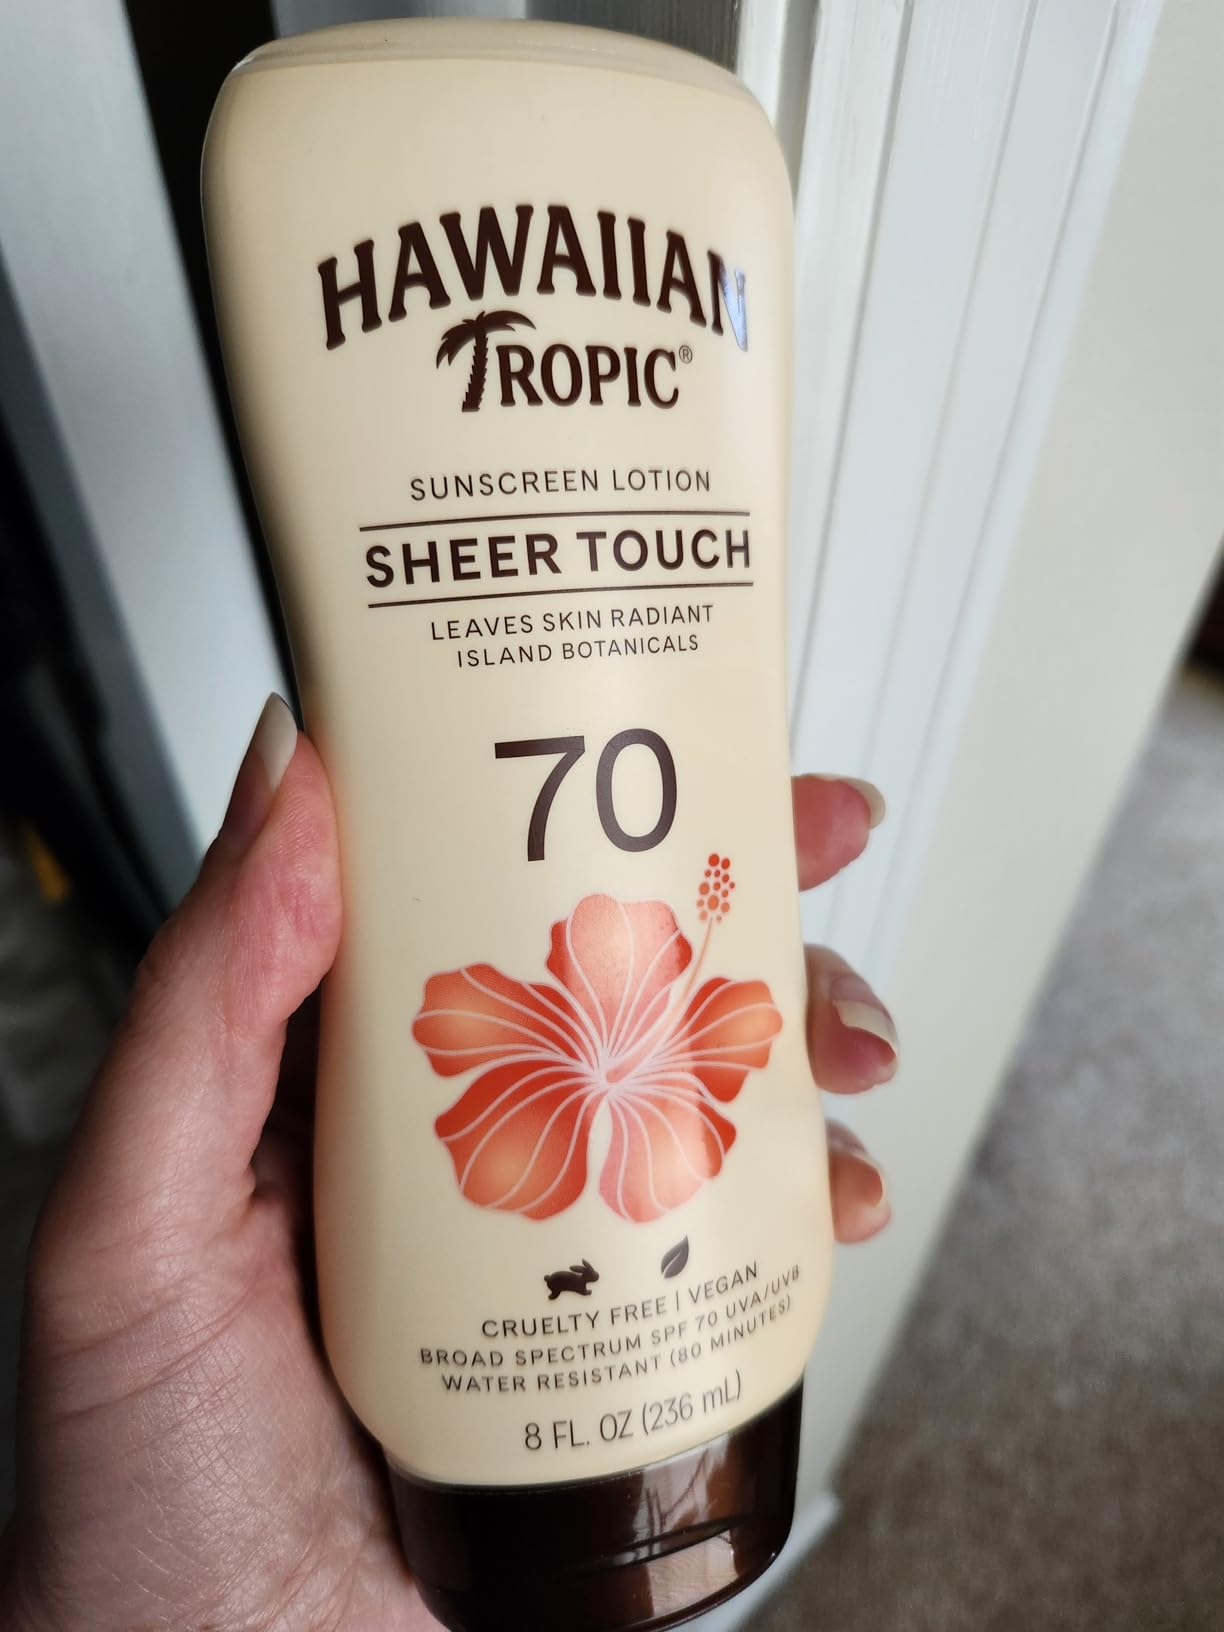 HAWAIIAN
TROPIC®
SUNSCREEN LOTION
SHEER TOUCH
LEAVES SKIN RADIANT
ISLAND BOTANICALS
70
CRUELTY FREE | VEGAN
BROAD SPECTRUM SPF 70 UVA/UVB
WATER RESISTANT (80 MINUTES)
8 FL. OZ (236 mL)